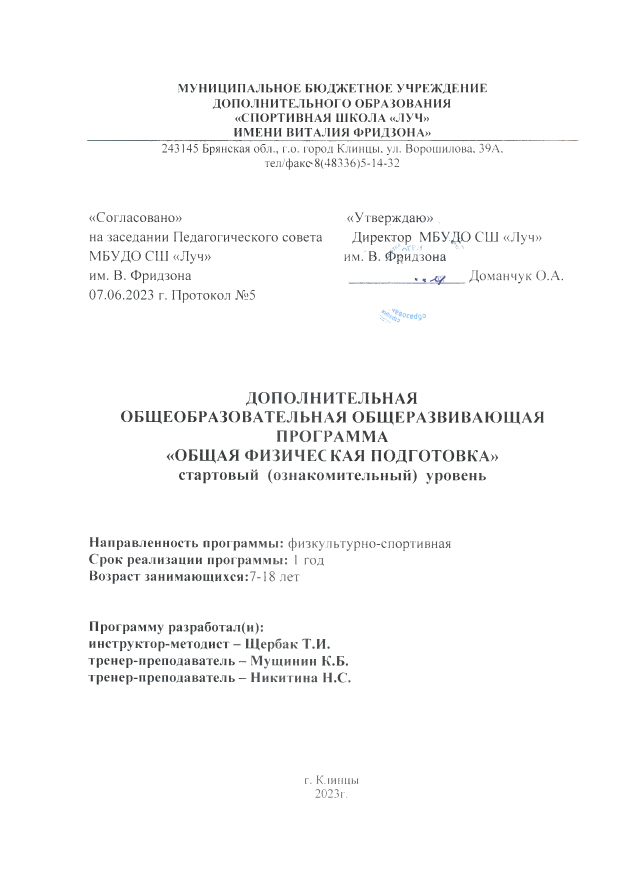 МУНИЦИПАЛЬНОЕ БЮДЖЕТНОЕ УЧРЕЖДЕНИЕ
ДОПОЛНИТЕЛЬНОГО ОБРАЗОВАНИЯ
«СПОРТИВНАЯ ШКОЛА «ЛУЧ»
ИМЕНИ ВИТАЛИЯ ФРИДЗОНА»
243145 Брянская обл., г.о. город Клинцы, ул. Ворошилова, 39А,
тел/факс 8(48336)5-14-32
«Согласовано» «Утверждаю»
на заседании Педагогического совета Директор МБУДО СШ «Луч»
МБУДО СШ «Луч» им. В. Фридзона
им. В. Фридзона Доманчук О.А.
07.06.2023 г. Протокол №5
ДОПОЛНИТЕЛЬНАЯ
ОБЩЕОБРАЗОВАТЕЛЬНАЯ ОБЩЕРАЗВИВАЮЩАЯ
ПРОГРАММА
«ОБЩАЯ ФИЗИЧЕСКАЯ ПОДГОТОВКА»
стартовый (ознакомительный) уровень
Направленность программы: физкультурно-спортивная
Срок реализации программы: 1 год
Возраст занимающихся:7-18 лет
Программу разработал(и):
инструктор-методист – Щербак Т.И.
тренер-преподаватель – Мущинин К.Б.
тренер-преподаватель – Никитина Н.С.
г. Клинцы
2023г.